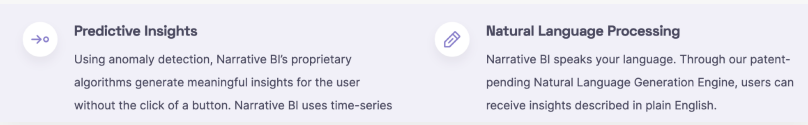 Predictive Insights
Using anomaly detection, Narrative BI's proprietary
algorithms generate meaningful insights for the user
without the click of a button. Narrative BI uses time-series
Natural Language Processing
Narrative BI speaks your language. Through our patent-
pending Natural Language Generation Engine, users can
receive insights described in plain English.